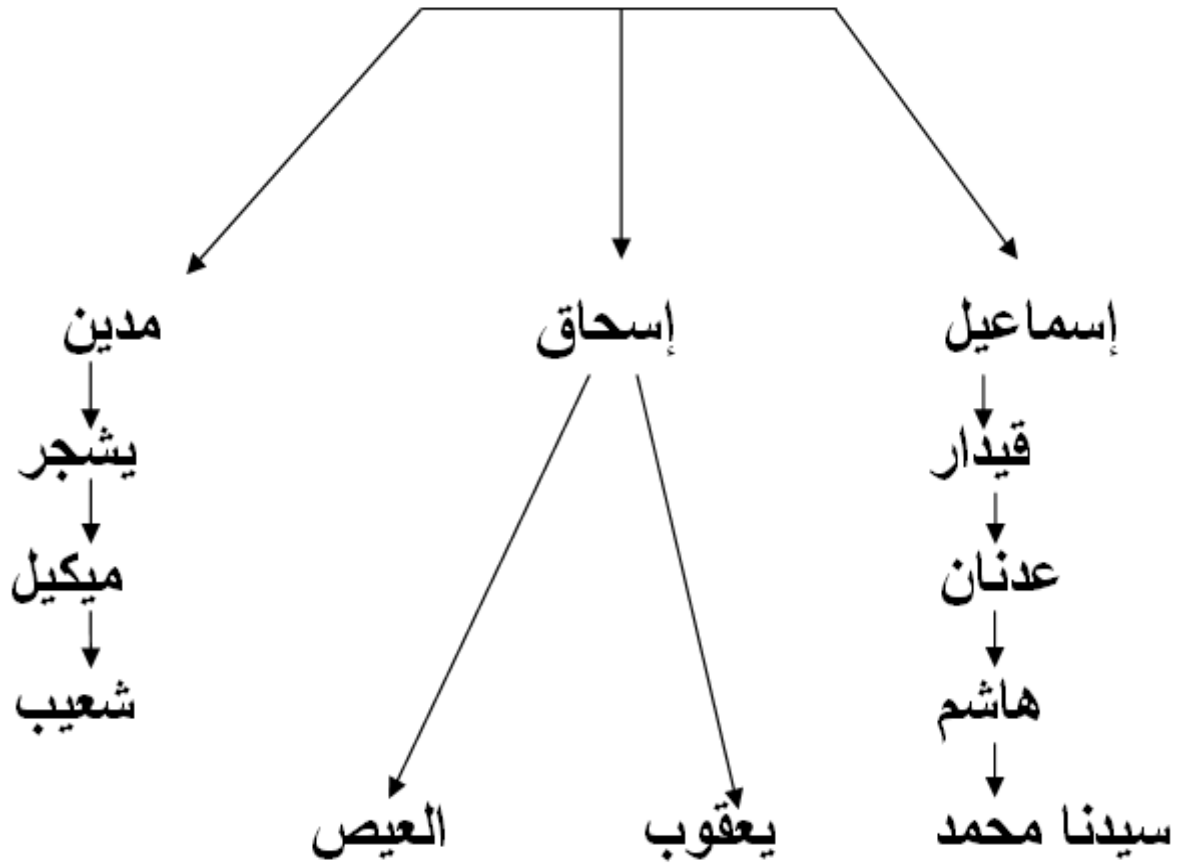 إسماعيل إسحاق مدين
قيدار يشجر
عدنان ميكيل
هاشم شعيب
سيدنا محمد يعقوب العيص